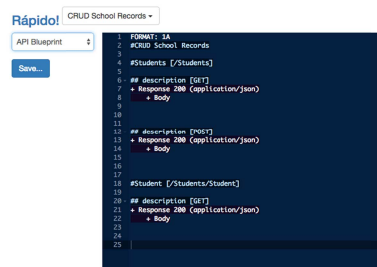 Rápido! CRUD School Records
API Blueprint
Save...
1 FORMAT: 1A
2 #CRUD School Records
3
4 #Students [/Students]
5
6 ## description [GET]
7 + Response 200 (application/json)
8 + Body
9
10
11
12 ## description [POST]
13 + Response 200 (application/json)
14 + Body
15
16
17
18 #Student [/Students/Student]
19
20 ## description [GET]
21 + Response 200 (application/json)
22 + Body
23
24
25